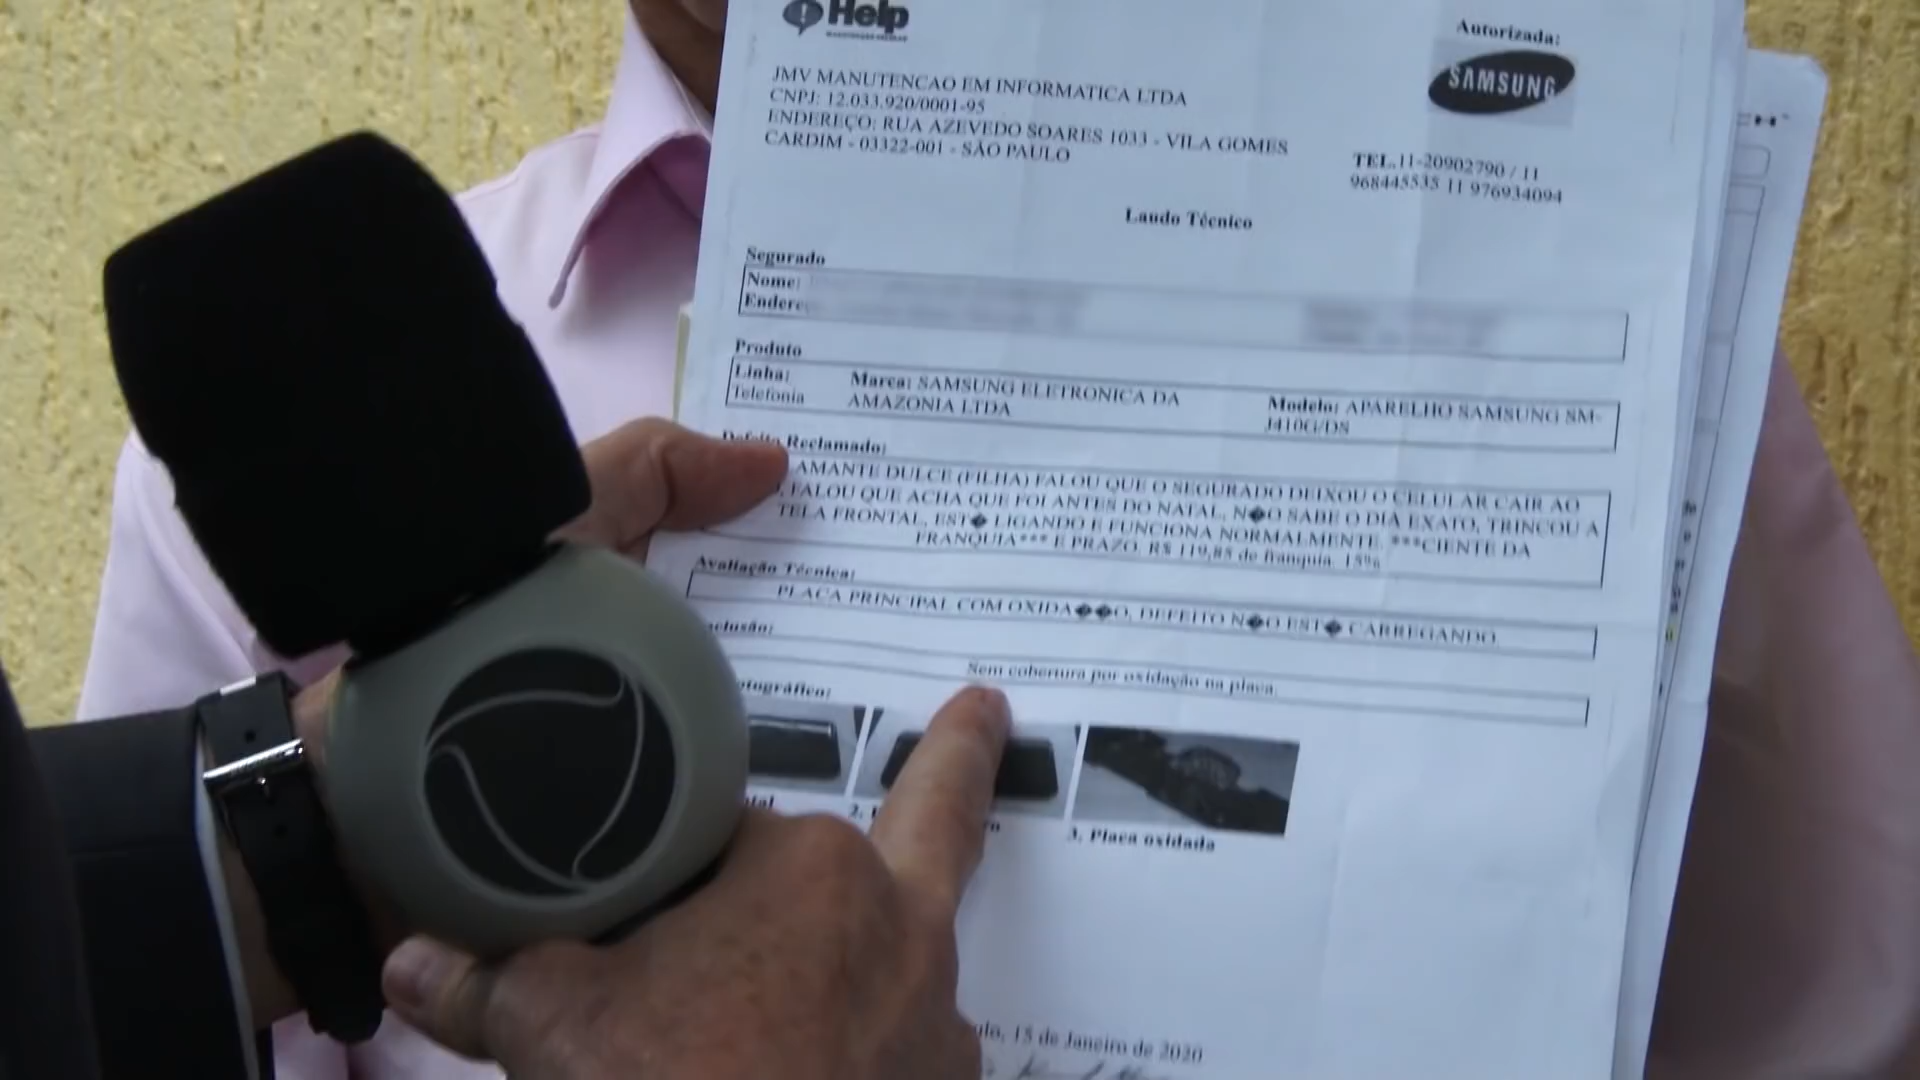 Help
Autorizada:
SAMSUNG
JMV MANUTENCAO EM INFORMATICA LTDA
CNPJ: 12.033.920/0001-95
ENDEREÇO: RUA AZEVEDO SOARES 1033 - VILA GOMES
CARDIM - 03322-001 - SÃO PAULO
TEL.11-20902790 / 11
968445535 11 976934094
Laudo Técnico
Segurado
Nome:
Endere
Produto
Linha:
Telefonia
Marca: SAMSUNG ELETRONICA DA
AMAZONIA LTDA
Modelo: APARELHO SAMSUNG SM-
J410G/DS
Defeito Reclamado:
AMANTE DULCE (FILHA) FALOU QUE O SEGURADO DEIXOU O CELULAR CAIR AO
FALOU QUE ACHA QUE FOI ANTES DO NATAL, N�O SABE O DIA EXATO, TRINCOU A
TELA FRONTAL, EST� LIGANDO E FUNCIONA NORMALMENTE. ***CIENTE DA
FRANQUIA*** E PRAZO. R$ 119,85 de franquia. 15%
Avaliação Técnica:
PLACA PRINCIPAL COM OXIDA��O, DEFEITO N�O EST� CARREGANDO.
clusão:
Sem cobertura por oxidação na placa.
otográfico:
2.
3. Placa oxidada
ulo, 15 de Janeiro de 2020